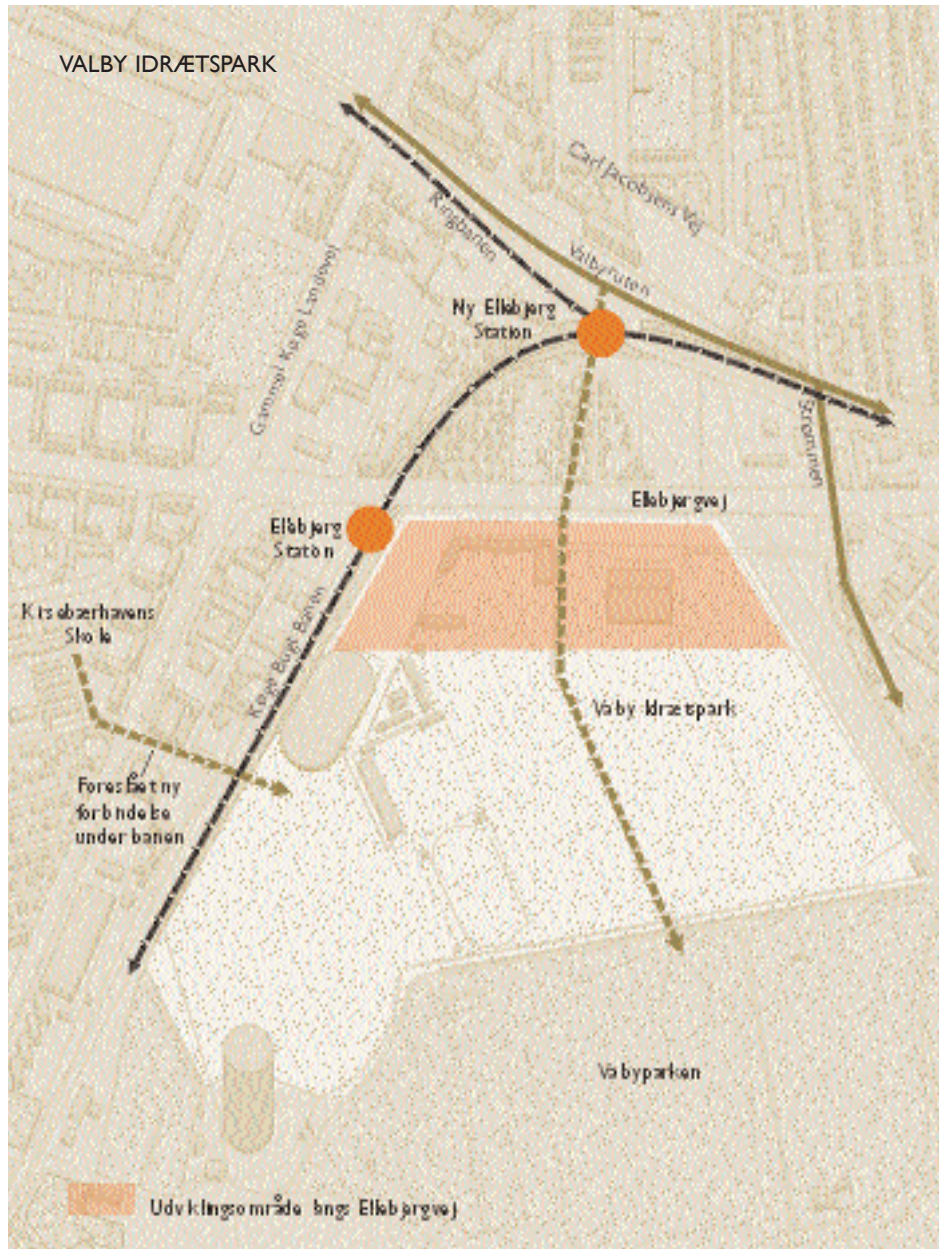 VALBY IDRÆTSPARK
Carl Jacobsens Vej
Ringbanen
Valbyruten
Gammel Køge Landevej
Ny Ellebjerg
Station
Strømmen
Ellebjergvej
Ellebjerg
Station
Kirsebærhavens
Skole
Køge Bugt Banen
Valby Idrætspark
Foreslået ny
forbindelse
under banen
Valbyparken
Udviklingsområde langs Ellebjergvej